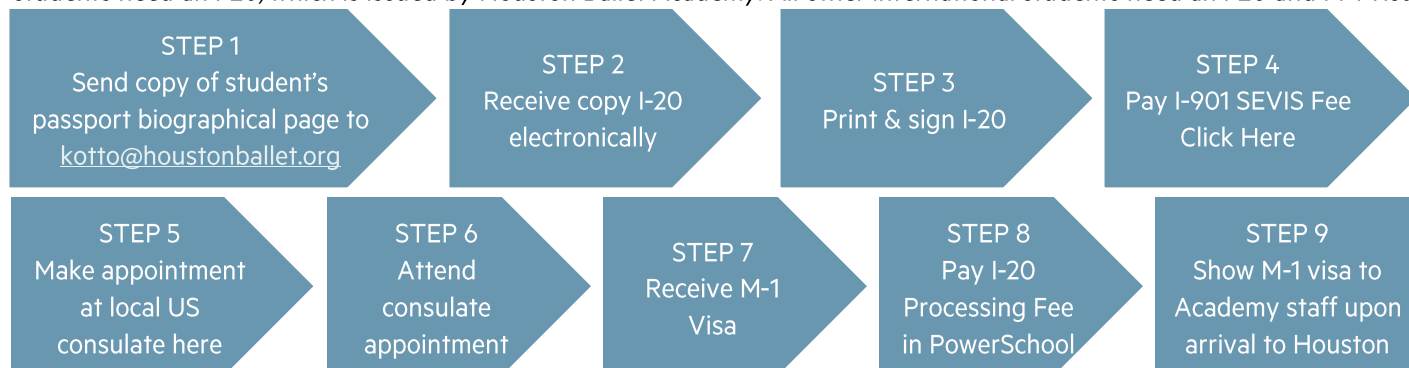 STEP 1
Send copy of student's
passport biographical page to
kotto@houstonballet.org
STEP 2
Receive copy I-20
electronically
STEP 3
Print & sign I-20
STEP 4
Pay I-901 SEVIS Fee
Click Here
STEP 5
Make appointment
at local US
consulate here
STEP 6
Attend
consulate
appointment
STEP 7
Receive M-1
Visa
STEP 8
Pay I-20
Processing Fee
in PowerSchool
STEP 9
Show M-1 visa to
Academy staff upon
arrival to Houston